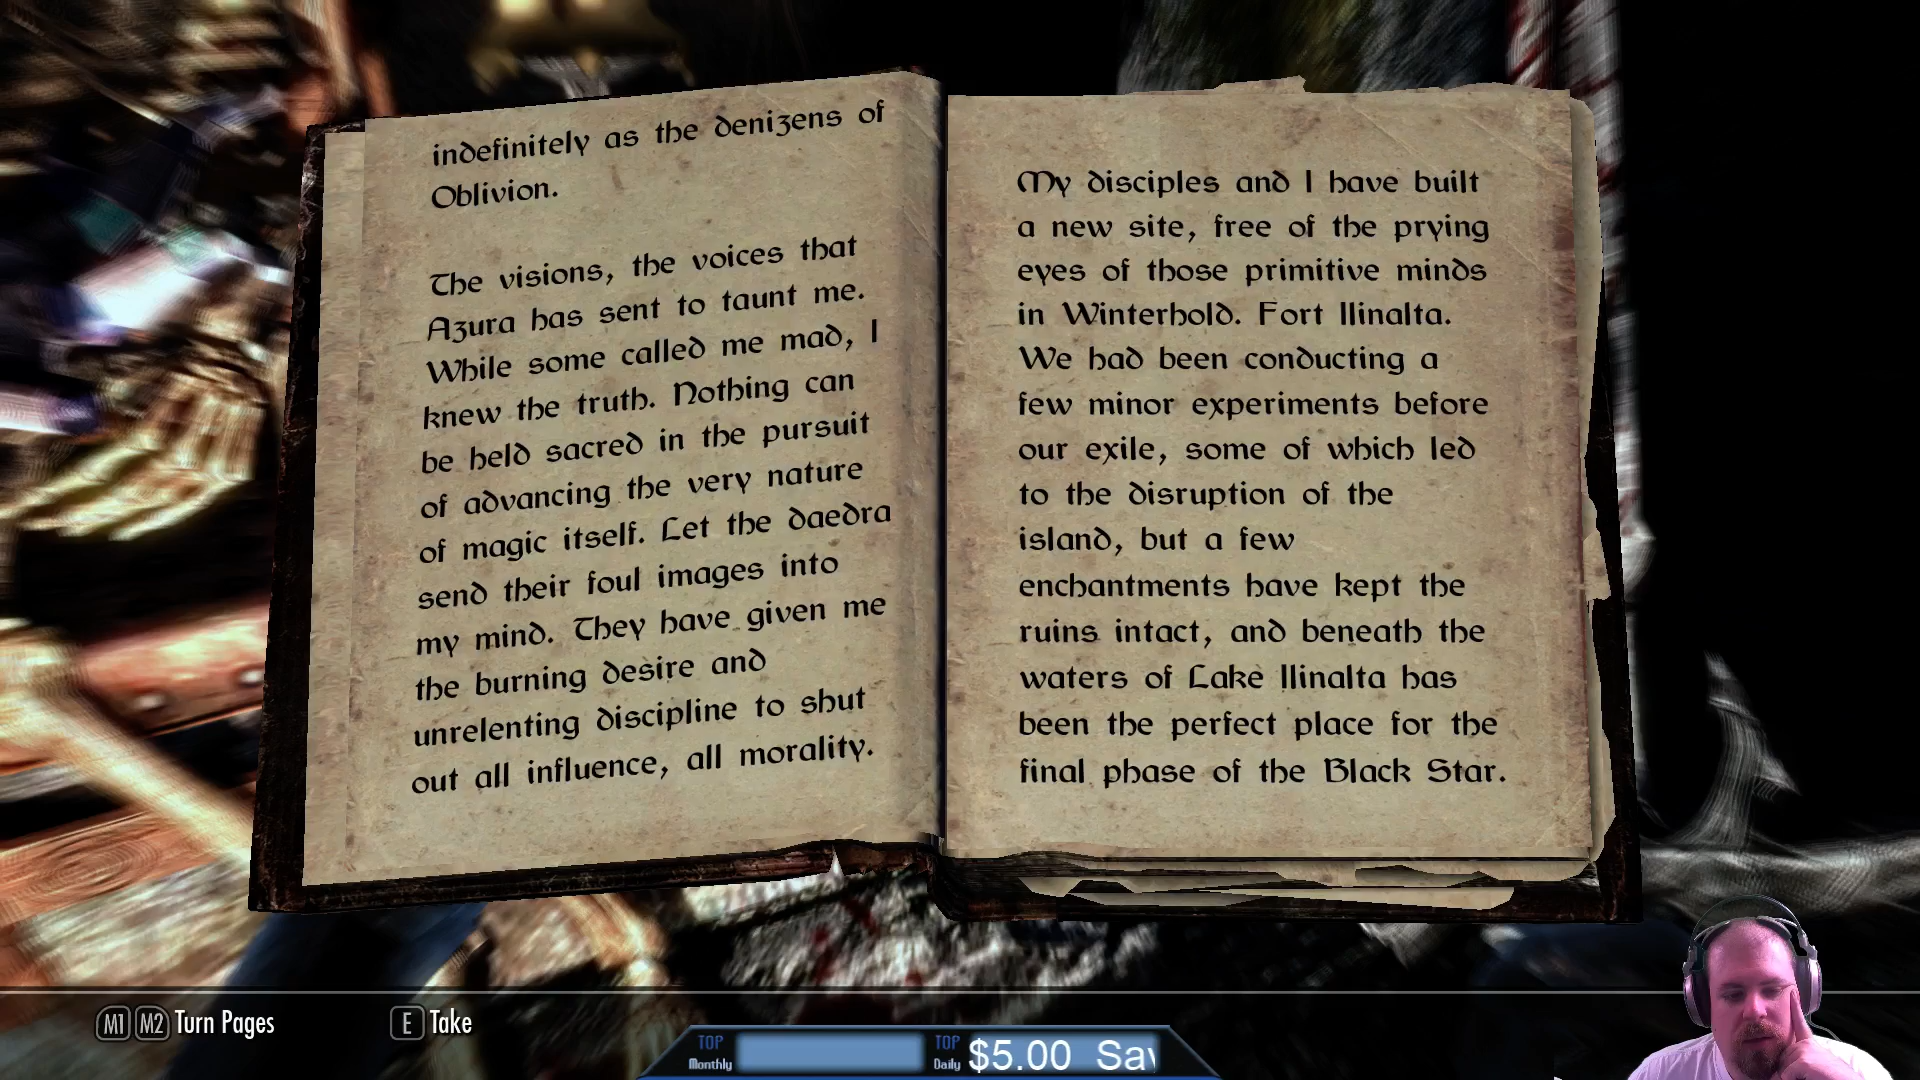 indefinitely as the denizens of
Oblivion.
The visions, the voices that
Azura has sent to taunt me.
While some called me mad, I
knew the truth. Nothing can
be held sacred in the pursuit
of advancing the very nature
of magic itself. Let the daedra
send their foul images into
my mind. They have given me
the burning desire and
unrelenting discipline to shut
out all influence, all morality.
My disciples and I have built
a new site, free of the prying
eyes of those primitive minds
in Winterhold. Fort Ilinalta.
We had been conducting a
few minor experiments before
our exile, some of which led
to the disruption of the
island, but a few
enchantments have kept the
ruins intact, and beneath the
waters of Lake Ilinalta has
been the perfect place for the
final phase of the Black Star.
M1 M2 Turn Pages
E Take
TOP
Monthly
TOP
Daily
$5.00 Sav